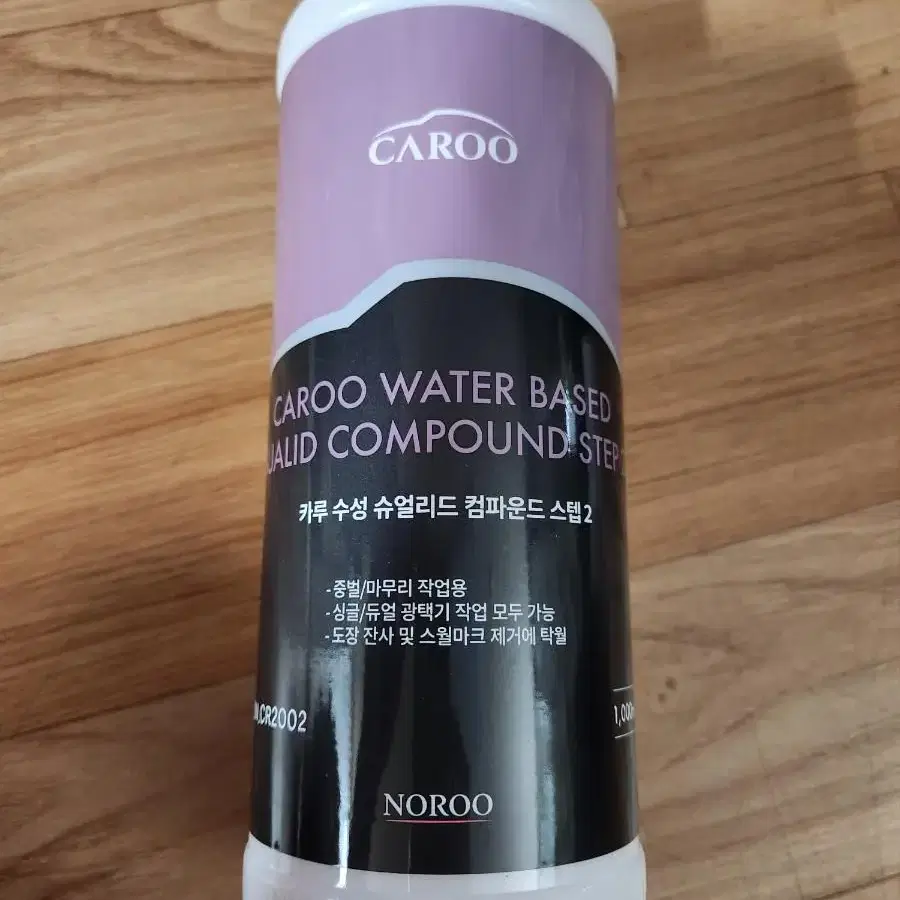 CAROO
CAROO WATER BASED
UALID COMPOUND STEP
카루 수성 슈얼리드 컴파운드 스텝 2
- 중벌/마무리 작업용
- 싱글/듀얼 광택기 작업 모두 가능
- 도장 잔사 및 스월마크 제거에 탁월
CR2002
1,000
NOROO